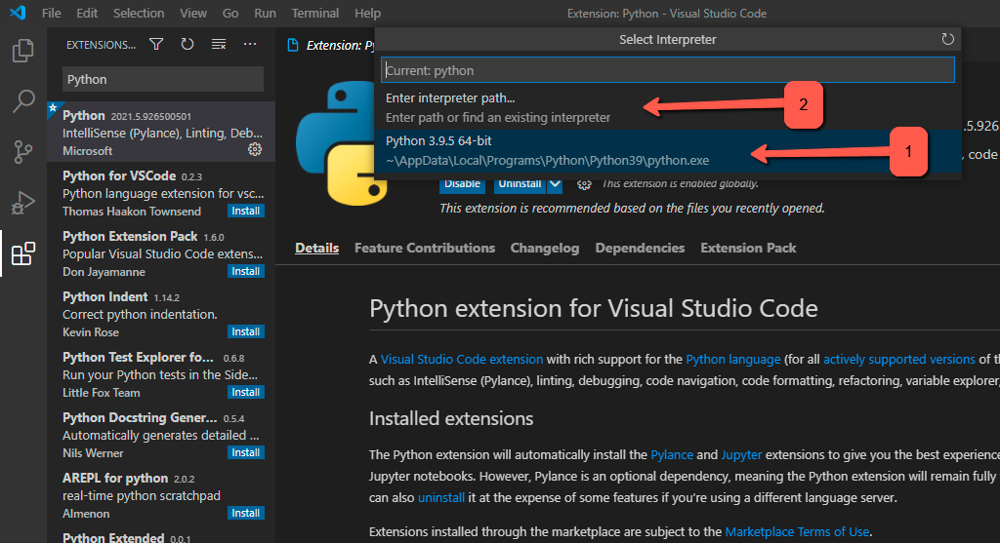 File Edit Selection View Go Run Terminal Help Extension: Python - Visual Studio Code
EXTENSIONS...
Python
Python 2021.5.926500501
IntelliSense (Pylance), Linting, Deb...
Microsoft
Python for VSCode 0.2.3
Python language extension for vsc...
Thomas Haakon Townsend Install
Python Extension Pack 1.6.0
Popular Visual Studio Code extens...
Don Jayamanne Install
Python Indent 1.14.2
Correct python indentation.
Kevin Rose Install
Python Test Explorer fo... 0.6.8
Run your Python tests in the Side...
Little Fox Team Install
Python Docstring Gener... 0.5.4
Automatically generates detailed ...
Nils Werner Install
AREPL for python 2.0.2
real-time python scratchpad
Almenon Install
Python Extended 0.0.1
Extension: Py
Select Interpreter
Current: python
Enter interpreter path...
Enter path or find an existing interpreter
2
Python 3.9.5 64-bit
~\AppData\Local\Programs\Python\Python39\python.exe
1
5.926
, code
Disable Uninstall This extension is enabled globally.
This extension is recommended based on the files you recently opened.
Details Feature Contributions Changelog Dependencies Extension Pack
Python extension for Visual Studio Code
A Visual Studio Code extension with rich support for the Python language (for all actively supported versions of th
such as IntelliSense (Pylance), linting, debugging, code navigation, code formatting, refactoring, variable explorer,
Installed extensions
The Python extension will automatically install the Pylance and Jupyter extensions to give you the best experience
Jupyter notebooks. However, Pylance is an optional dependency, meaning the Python extension will remain fully
can also uninstall it at the expense of some features if you're using a different language server.
Extensions installed through the marketplace are subject to the Marketplace Terms of Use.